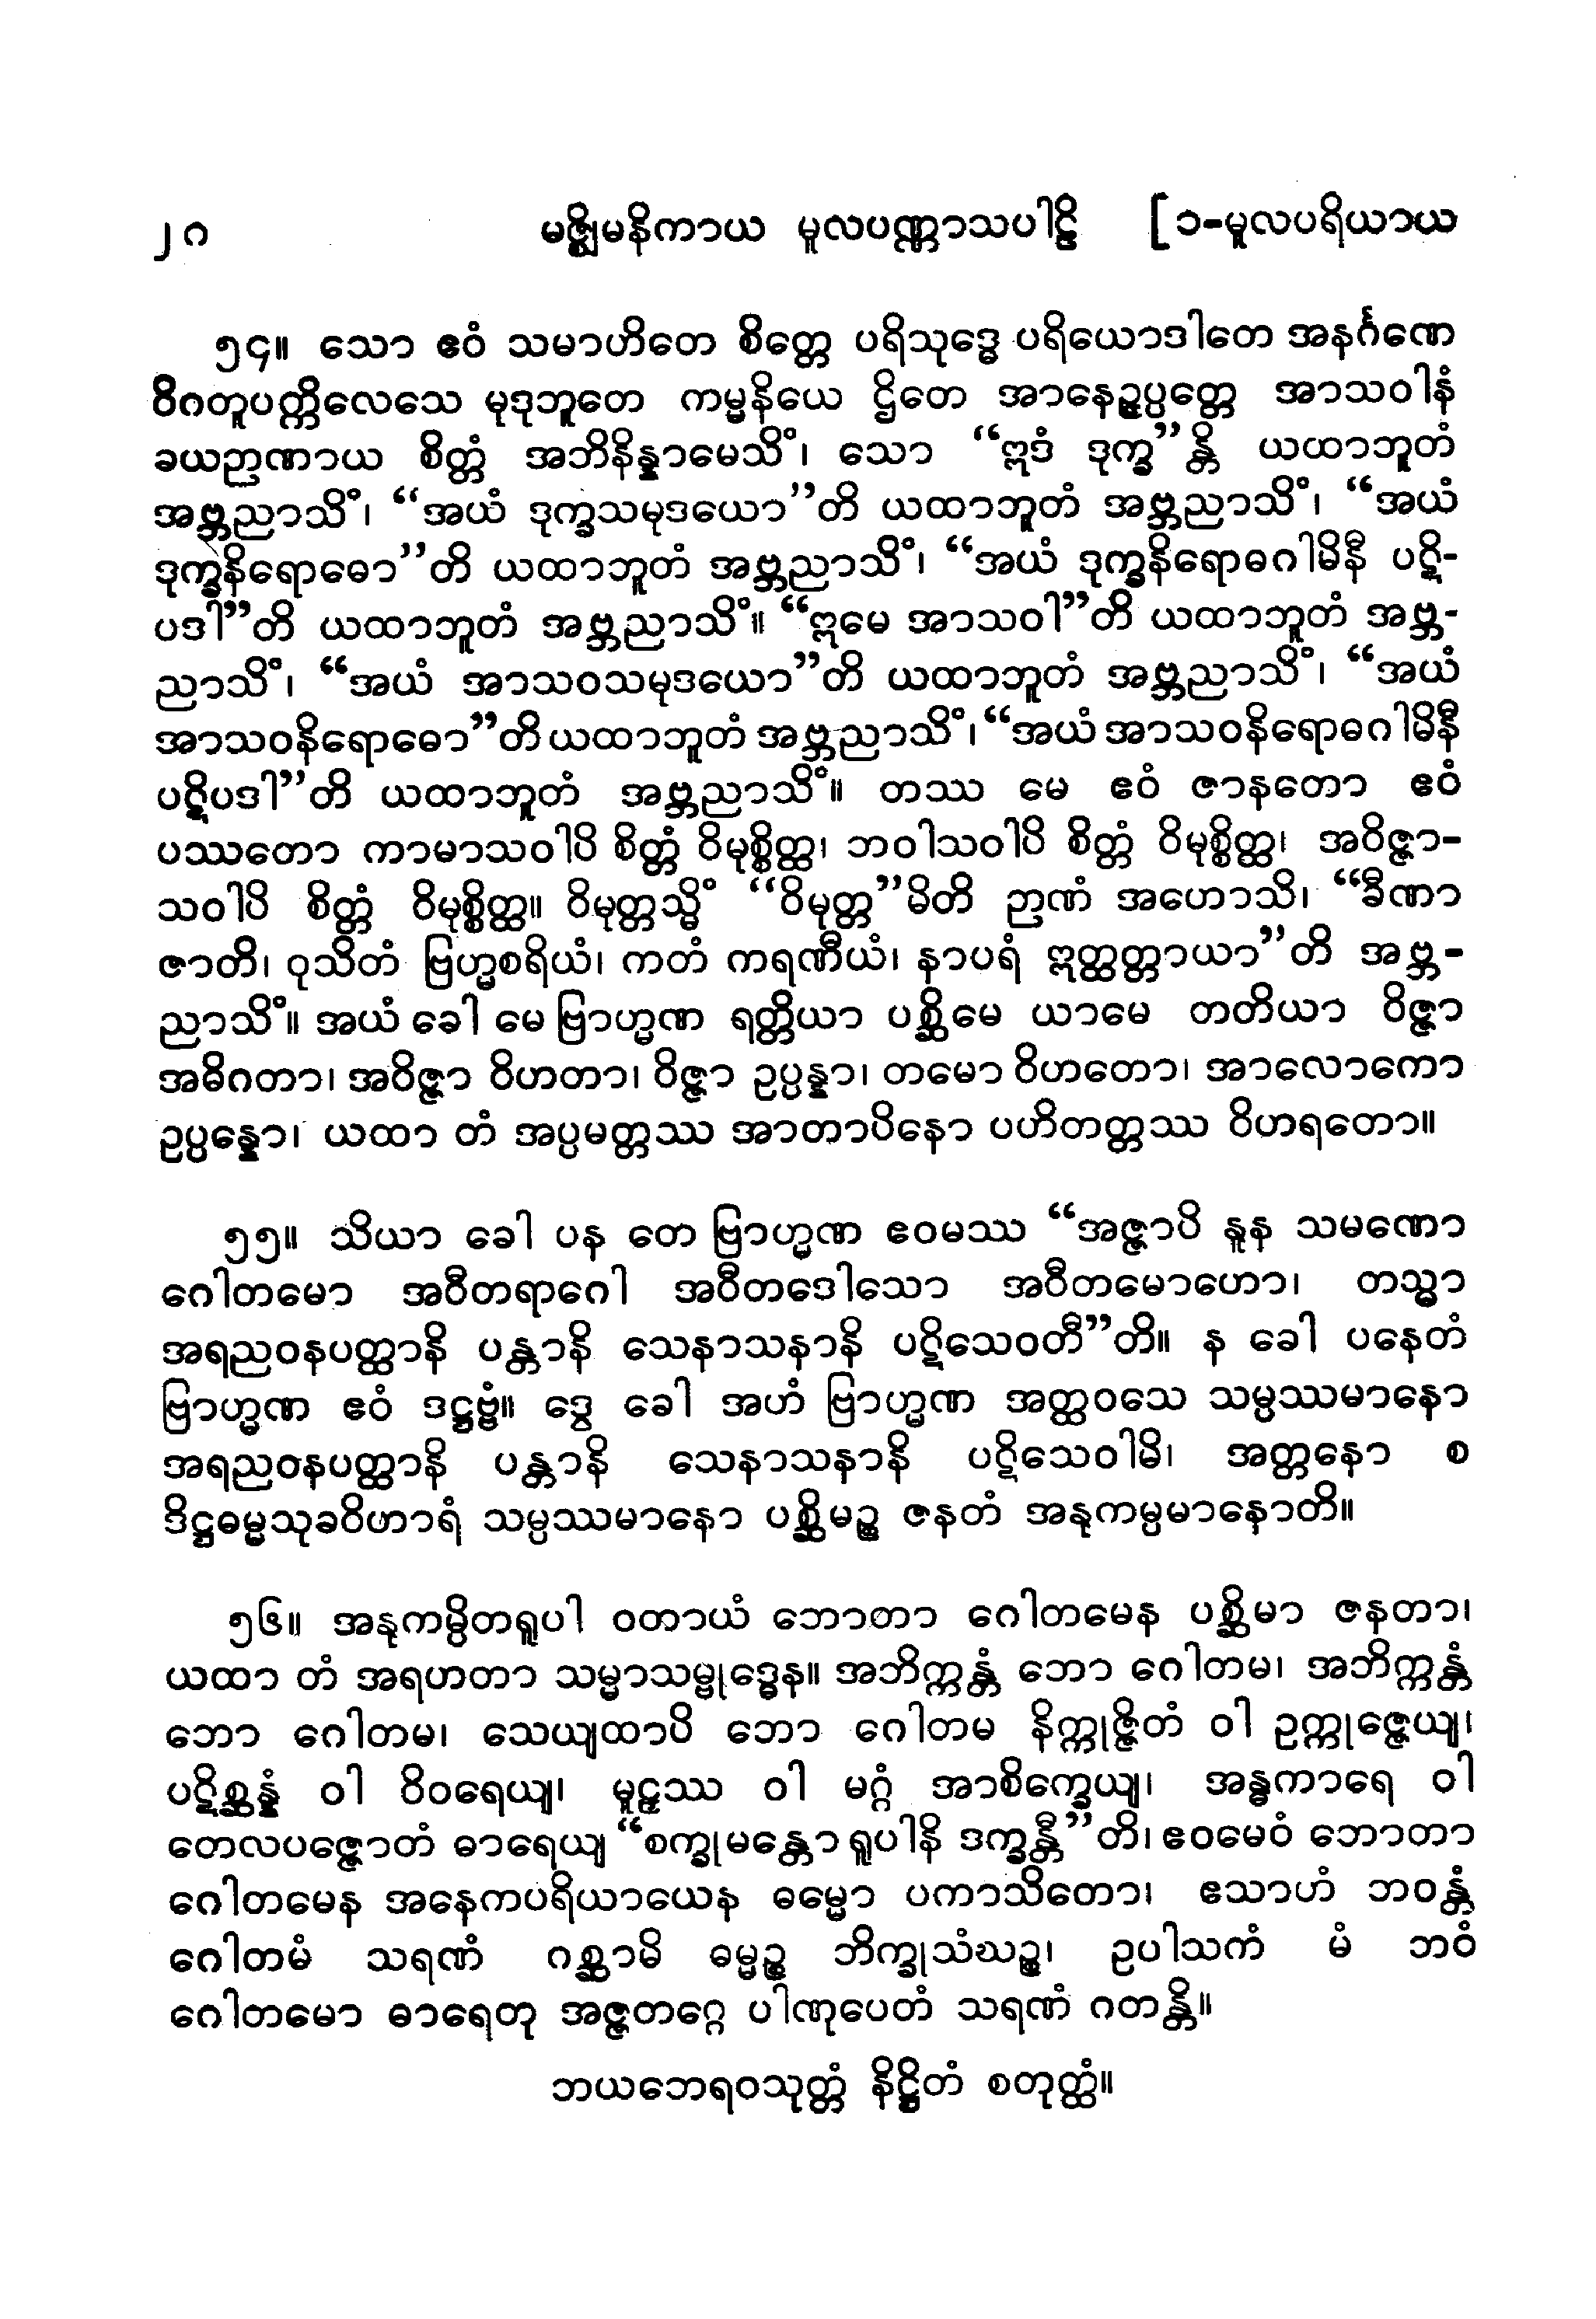 ၂၈ မဇ္ဈိမနိကာယ မူလပဏ္ဏာသပါဠိ [၁-မူလပရိယာယ
၅၄။ သော ဧဝံ သမာဟိတေ စိတ္တေ ပရိသုဒ္ဓေ ပရိယောဒါတေ အနင်္ဂဏေ
ဝိဂတူပက္ကိလေသေ မုဒုဘူတေ ကမ္မနိယေ ဌိတေ အာနေဉ္ဇပ္ပတ္တေ အာသဝါနံ
ခယဉာဏာယ စိတ္တံ အဘိနိန္နာမေသိံ၊ သော “ဣဒံ ဒုက္ခ”န္တိ ယထာဘူတံ
အဗ္ဘညာသိံ၊ “အယံ ဒုက္ခသမုဒယော”တိ ယထာဘူတံ အဗ္ဘညာသိံ၊ “အယံ
ဒုက္ခနိရောဓော”တိ ယထာဘူတံ အဗ္ဘညာသိံ၊ “အယံ ဒုက္ခနိရောဓဂါမိနီ ပဋိ-
ပဒါ”တိ ယထာဘူတံ အဗ္ဘညာသိံ။ “ဣမေ အာသဝါ”တိ ယထာဘူတံ အဗ္ဘ-
ညာသိံ၊ “အယံ အာသဝသမုဒယော”တိ ယထာဘူတံ အဗ္ဘညာသိံ၊ “အယံ
အာသဝနိရောဓော”တိ ယထာဘူတံ အဗ္ဘညာသိံ၊ “အယံ အာသဝနိရောဓဂါမိနီ
ပဋိပဒါ”တိ ယထာဘူတံ အဗ္ဘညာသိံ။ တဿ မေ ဧဝံ ဇာနတော ဧဝံ
ပဿတော ကာမာသဝါပိ စိတ္တံ ဝိမုစ္စိတ္ထ၊ ဘဝါသဝါပိ စိတ္တံ ဝိမုစ္စိတ္ထ၊ အဝိဇ္ဇာ-
သဝါပိ စိတ္တံ ဝိမုစ္စိတ္ထ။ ဝိမုတ္တသ္မိံ “ဝိမုတ္တ”မိတိ ဉာဏံ အဟောသိ၊ “ခီဏာ
ဇာတိ၊ ဝုသိတံ ဗြဟ္မစရိယံ၊ ကတံ ကရဏီယံ၊ နာပရံ ဣတ္ထတ္တာယာ”တိ အဗ္ဘ-
ညာသိံ။ အယံ ခေါ မေ ဗြာဟ္မဏ ရတ္တိယာ ပစ္ဆိမေ ယာမေ တတိယာ ဝိဇ္ဇာ
အဓိဂတာ၊ အဝိဇ္ဇာ ဝိဟတာ၊ ဝိဇ္ဇာ ဥပ္ပန္နာ၊ တမော ဝိဟတော၊ အာလောကော
ဥပ္ပန္နော၊ ယထာ တံ အပ္ပမတ္တဿ အာတာပိနော ပဟိတတ္တဿ ဝိဟရတော။
၅၅။ သိယာ ခေါ ပန တေ ဗြာဟ္မဏ ဧဝမဿ “အဇ္ဇာပိ နူန သမဏော
ဂေါတမော အဝီတရာဂေါ အဝီတဒေါသော အဝီတမောဟော၊ တသ္မာ
အရညဝနပတ္ထာနိ ပန္တာနိ သေနာသနာနိ ပဋိသေဝတီ”တိ။ န ခေါ ပနေတံ
ဗြာဟ္မဏ ဧဝံ ဒဋ္ဌဗ္ဗံ။ ဒွေ ခေါ အဟံ ဗြာဟ္မဏ အတ္ထဝသေ သမ္ပဿမာနော
အရညဝနပတ္ထာနိ ပန္တာနိ သေနာသနာနိ ပဋိသေဝါမိ၊ အတ္တနော စ
ဒိဋ္ဌဓမ္မသုခဝိဟာရံ သမ္ပဿမာနော ပစ္ဆိမဉ္စ ဇနတံ အနုကမ္ပမာနောတိ။
၅၆။ အနုကမ္ပိတရူပါ ဝတာယံ ဘောတာ ဂေါတမေန ပစ္ဆိမာ ဇနတာ၊
ယထာ တံ အရဟတာ သမ္မာသမ္ဗုဒ္ဓေန။ အဘိက္ကန္တံ ဘော ဂေါတမ၊ အဘိက္ကန္တံ
ဘော ဂေါတမ၊ သေယျထာပိ ဘော ဂေါတမ နိက္ကုဇ္ဇိတံ ဝါ ဥက္ကုဇ္ဇေယျ၊
ပဋိစ္ဆန္နံ ဝါ ဝိဝရေယျ၊ မူဠှဿ ဝါ မဂ္ဂံ အာစိက္ခေယျ၊ အန္ဓကာရေ ဝါ
တေလပဇ္ဇောတံ ဓာရေယျ “စက္ခုမန္တော ရူပါနိ ဒက္ခန္တီ”တိ၊ ဧဝမေဝံ ဘောတာ
ဂေါတမေန အနေကပရိယာယေန ဓမ္မော ပကာသိတော၊ ဧသာဟံ ဘဝန္တံ
ဂေါတမံ သရဏံ ဂစ္ဆာမိ ဓမ္မဉ္စ ဘိက္ခုသံဃဉ္စ၊ ဥပါသကံ မံ ဘဝံ
ဂေါတမော ဓာရေတု အဇ္ဇတဂ္ဂေ ပါဏုပေတံ သရဏံ ဂတန္တိ။
ဘယဘေရဝသုတ္တံ နိဋ္ဌိတံ စတုတ္ထံ။